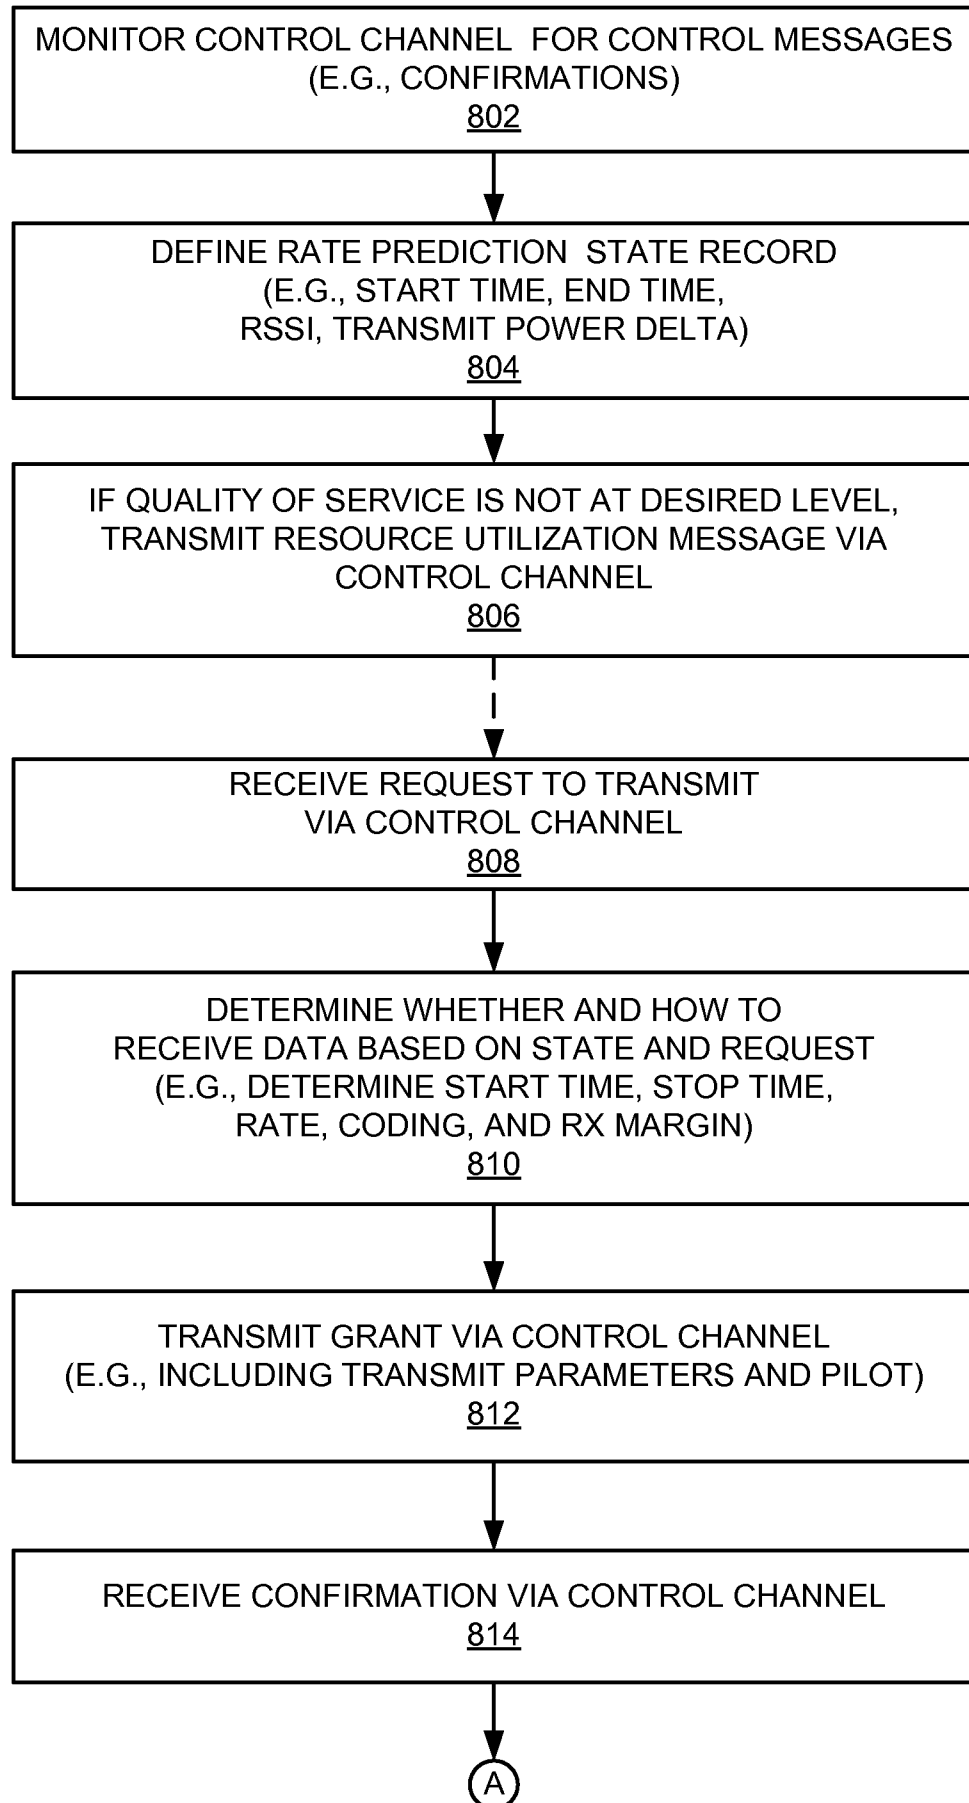 MONITOR CONTROL CHANNEL FOR CONTROL MESSAGES
(E.G., CONFIRMATIONS)
802
DEFINE RATE PREDICTION STATE RECORD
(E.G., START TIME, END TIME,
RSSI, TRANSMIT POWER DELTA)
804
IF QUALITY OF SERVICE IS NOT AT DESIRED LEVEL,
TRANSMIT RESOURCE UTILIZATION MESSAGE VIA
CONTROL CHANNEL
806
RECEIVE REQUEST TO TRANSMIT
VIA CONTROL CHANNEL
808
DETERMINE WHETHER AND HOW TO
RECEIVE DATA BASED ON STATE AND REQUEST
(E.G., DETERMINE START TIME, STOP TIME,
RATE, CODING, AND RX MARGIN)
810
TRANSMIT GRANT VIA CONTROL CHANNEL
(E.G., INCLUDING TRANSMIT PARAMETERS AND PILOT)
812
RECEIVE CONFIRMATION VIA CONTROL CHANNEL
814
A